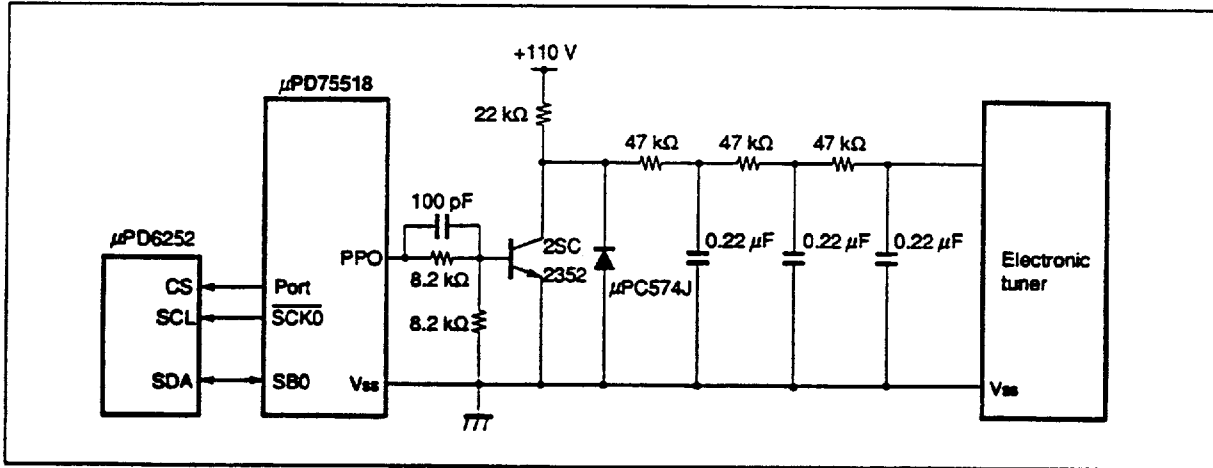 +110 V
μPD75518
22 kΩ
47 kΩ 47 kΩ 47 kΩ
100 pF
μPD6252
PPO
8.2 kΩ
2SC
2352
0.22 μF 0.22 μF 0.22 μF
μPC574J
Electronic
tuner
CS Port
SCL SCK0
8.2 kΩ
SDA SB0
Vss
Vss